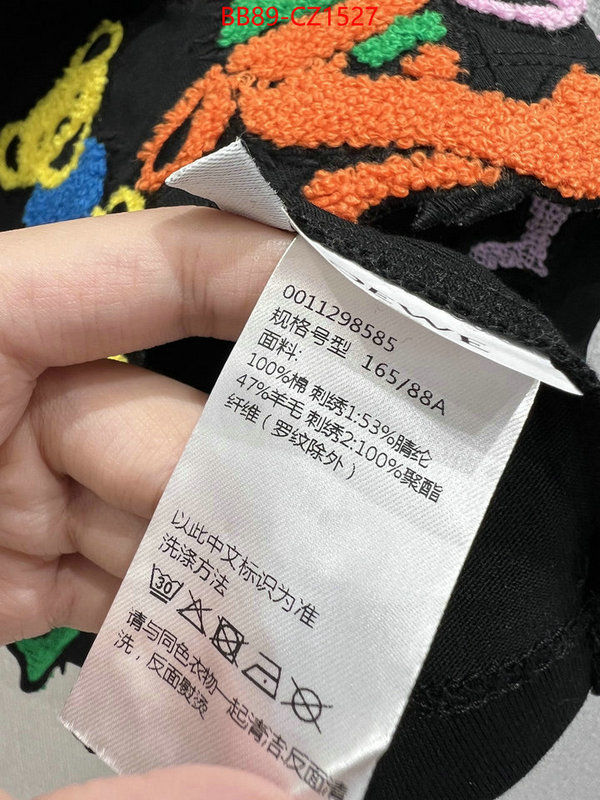 BB89-CZ1527
OEWE
0011298585
规格号型 165/88A
面料:
100%棉 刺绣1:53%腈纶
47%羊毛 刺绣2:100%聚酯
纤维（罗纹除外）
以此中文标识为准
洗涤方法
30
请与同色衣物一起清洁,反面清
洗，反面熨烫